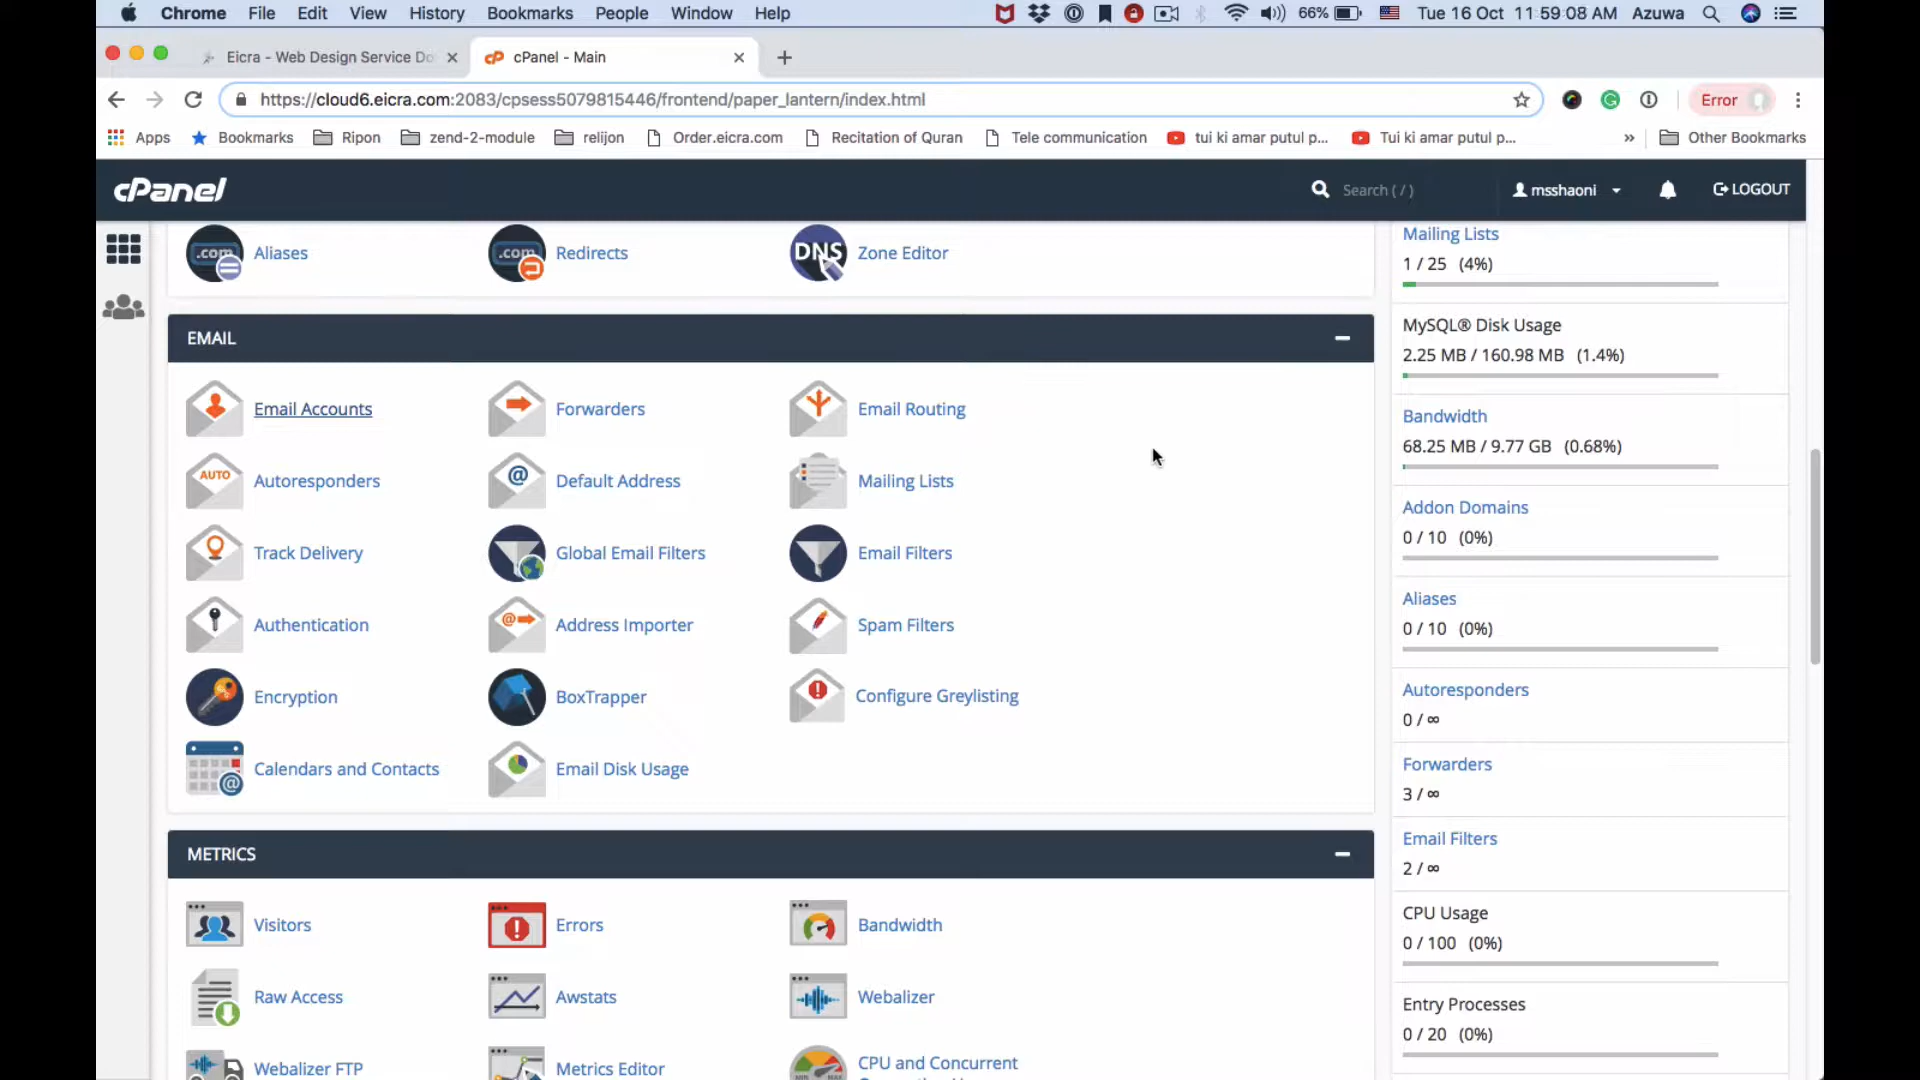 Chrome File Edit View History Bookmarks People Window Help 66% Tue 16 Oct 11:59:08 AM Azuwa
Eicra - Web Design Service Do
cPanel - Main
https://cloud6.eicra.com:2083/cpsess5079815446/frontend/paper_lantern/index.html
Error
Apps Bookmarks Ripon zend-2-module relijon Order.eicra.com Recitation of Quran Tele communication tui ki amar putul p... Tui ki amar putul p... » Other Bookmarks
cPanel Search ( / ) msshaoni LOGOUT
.com Aliases
.com Redirects
DNS Zone Editor
EMAIL
Email Accounts
Forwarders
Email Routing
AUTO Autoresponders
@ Default Address
Mailing Lists
Track Delivery
Global Email Filters
Email Filters
Authentication
@ Address Importer
Spam Filters
Encryption
BoxTrapper
Configure Greylisting
@ Calendars and Contacts
Email Disk Usage
METRICS
Visitors
Errors
Bandwidth
Raw Access
Awstats
Webalizer
Webalizer FTP
Metrics Editor
CPU and Concurrent
Mailing Lists
1 / 25 (4%)
MySQL® Disk Usage
2.25 MB / 160.98 MB (1.4%)
Bandwidth
68.25 MB / 9.77 GB (0.68%)
Addon Domains
0 / 10 (0%)
Aliases
0 / 10 (0%)
Autoresponders
0 / ∞
Forwarders
3 / ∞
Email Filters
2 / ∞
CPU Usage
0 / 100 (0%)
Entry Processes
0 / 20 (0%)